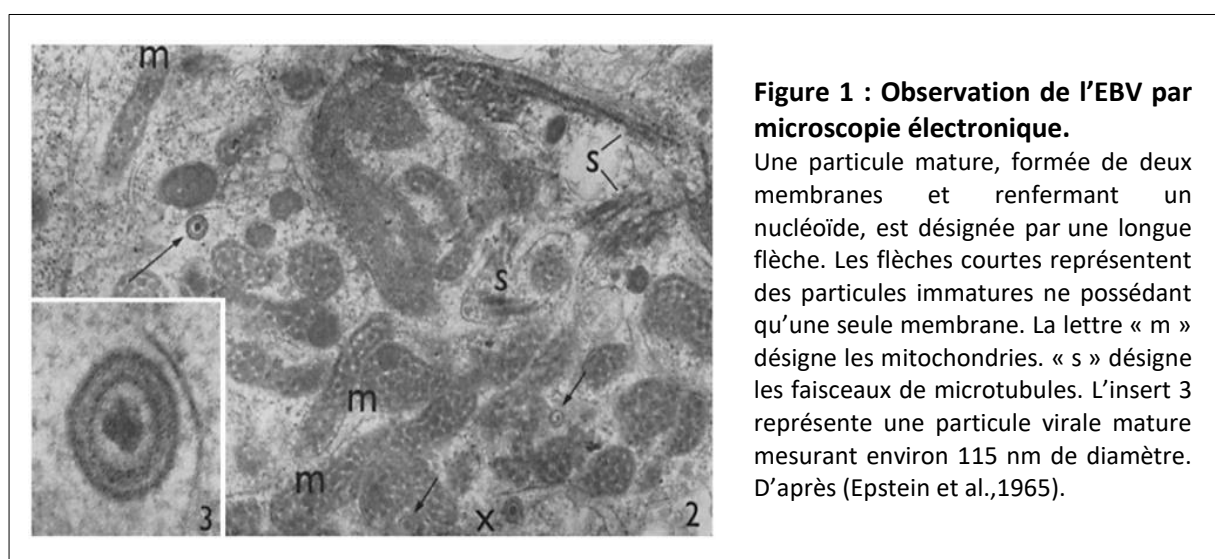 m
s
s
m
m
x
2
3
Figure 1 : Observation de l’EBV par
microscopie électronique.
Une particule mature, formée de deux
membranes et renfermant un
nucléoïde, est désignée par une longue
flèche. Les flèches courtes représentent
des particules immatures ne possédant
qu’une seule membrane. La lettre « m »
désigne les mitochondries. « s » désigne
les faisceaux de microtubules. L’insert 3
représente une particule virale mature
mesurant environ 115 nm de diamètre.
D’après (Epstein et al.,1965).